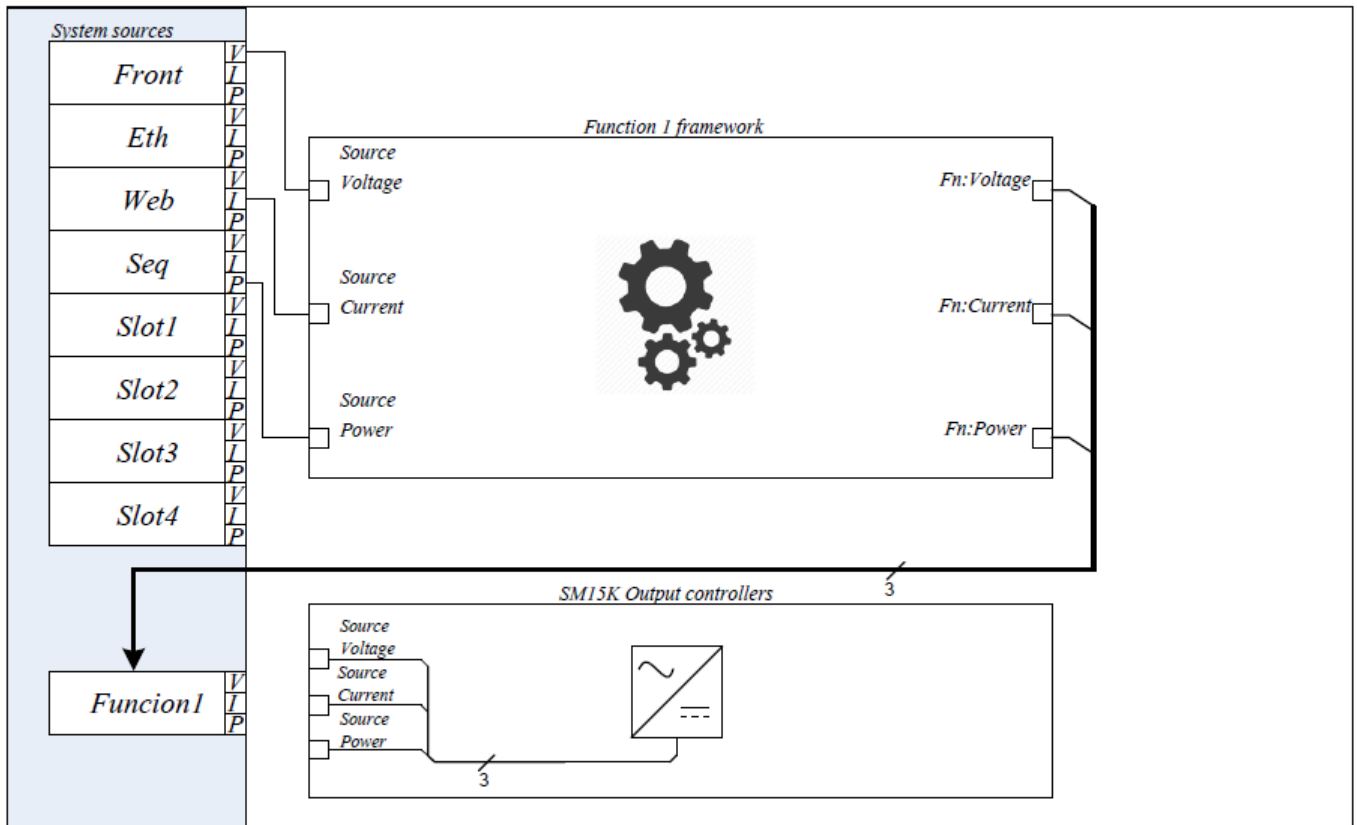 System sources
Front
V
I
P
Eth
V
I
P
Web
V
I
P
Seq
V
I
P
Slot1
V
I
P
Slot2
V
I
P
Slot3
V
I
P
Slot4
V
I
P
Funcion1
V
I
P
Function 1 framework
Source
Voltage
Source
Current
Source
Power
Fn:Voltage
Fn:Current
Fn:Power
3
SM15K Output controllers
Source
Voltage
Source
Current
Source
Power
3